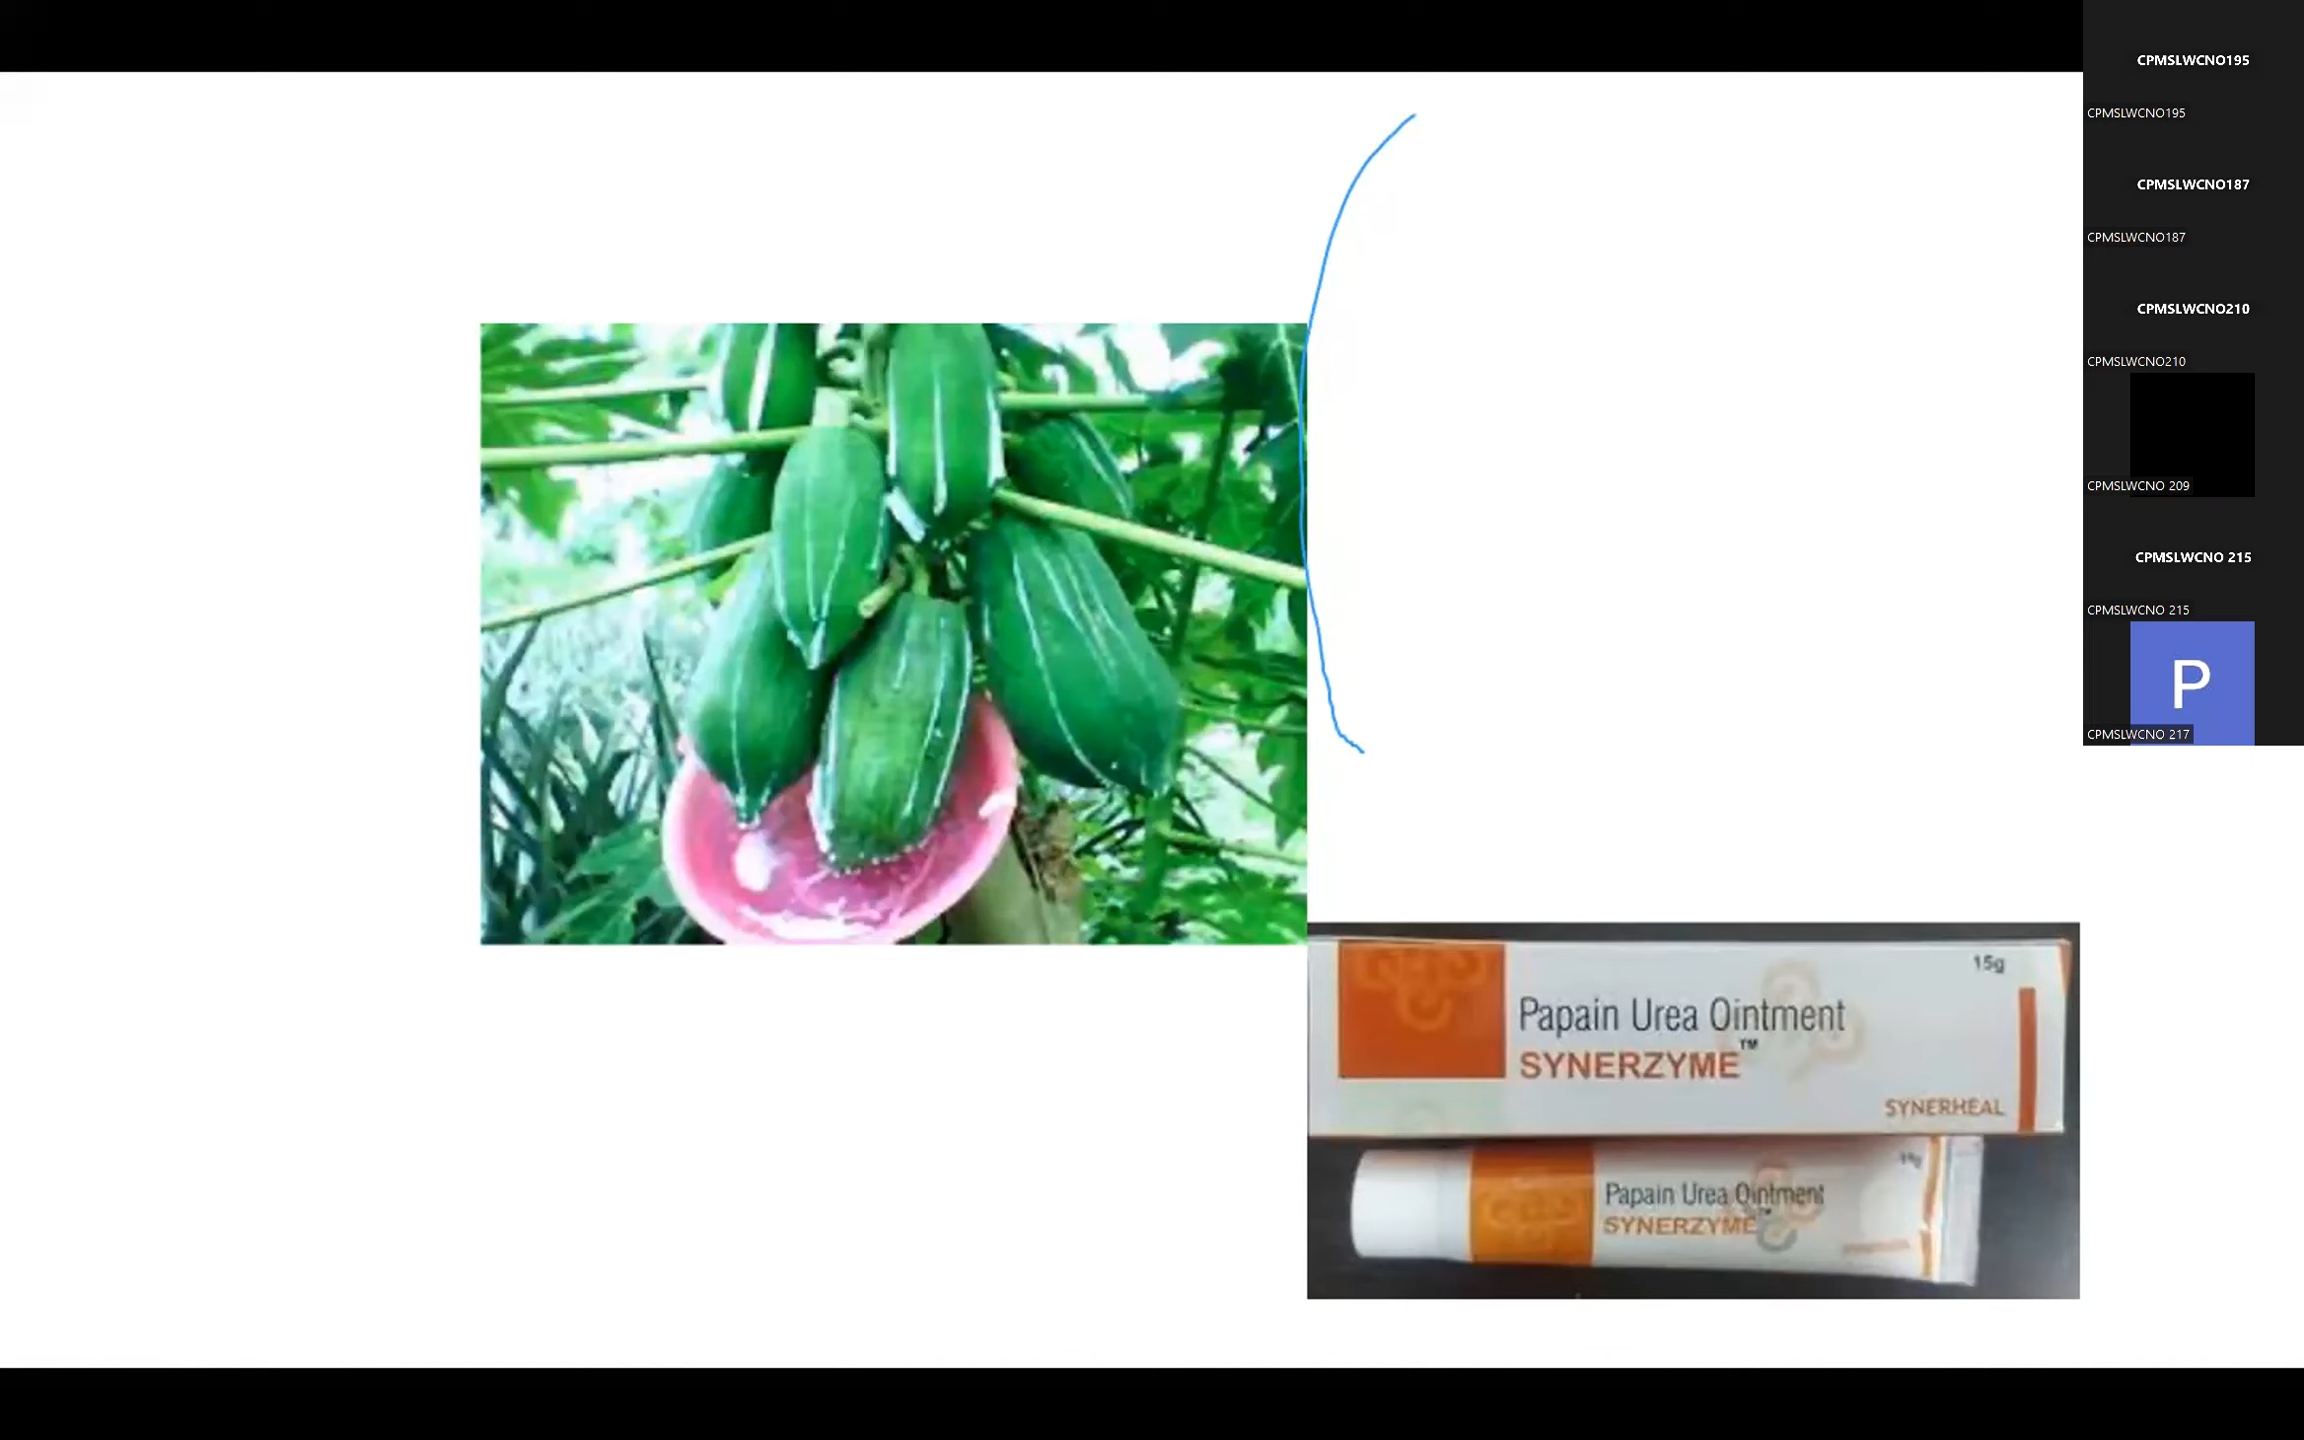 CPMSLWCNO195
CPMSLWCNO195
CPMSLWCNO187
CPMSLWCNO187
CPMSLWCNO210
CPMSLWCNO210
CPMSLWCNO 209
CPMSLWCNO 215
CPMSLWCNO 215
P
CPMSLWCNO 217
15g
Papain Urea Ointment
SYNERZYME™
SYNERHEAL
15g
Papain Urea Ointment
SYNERZYME™